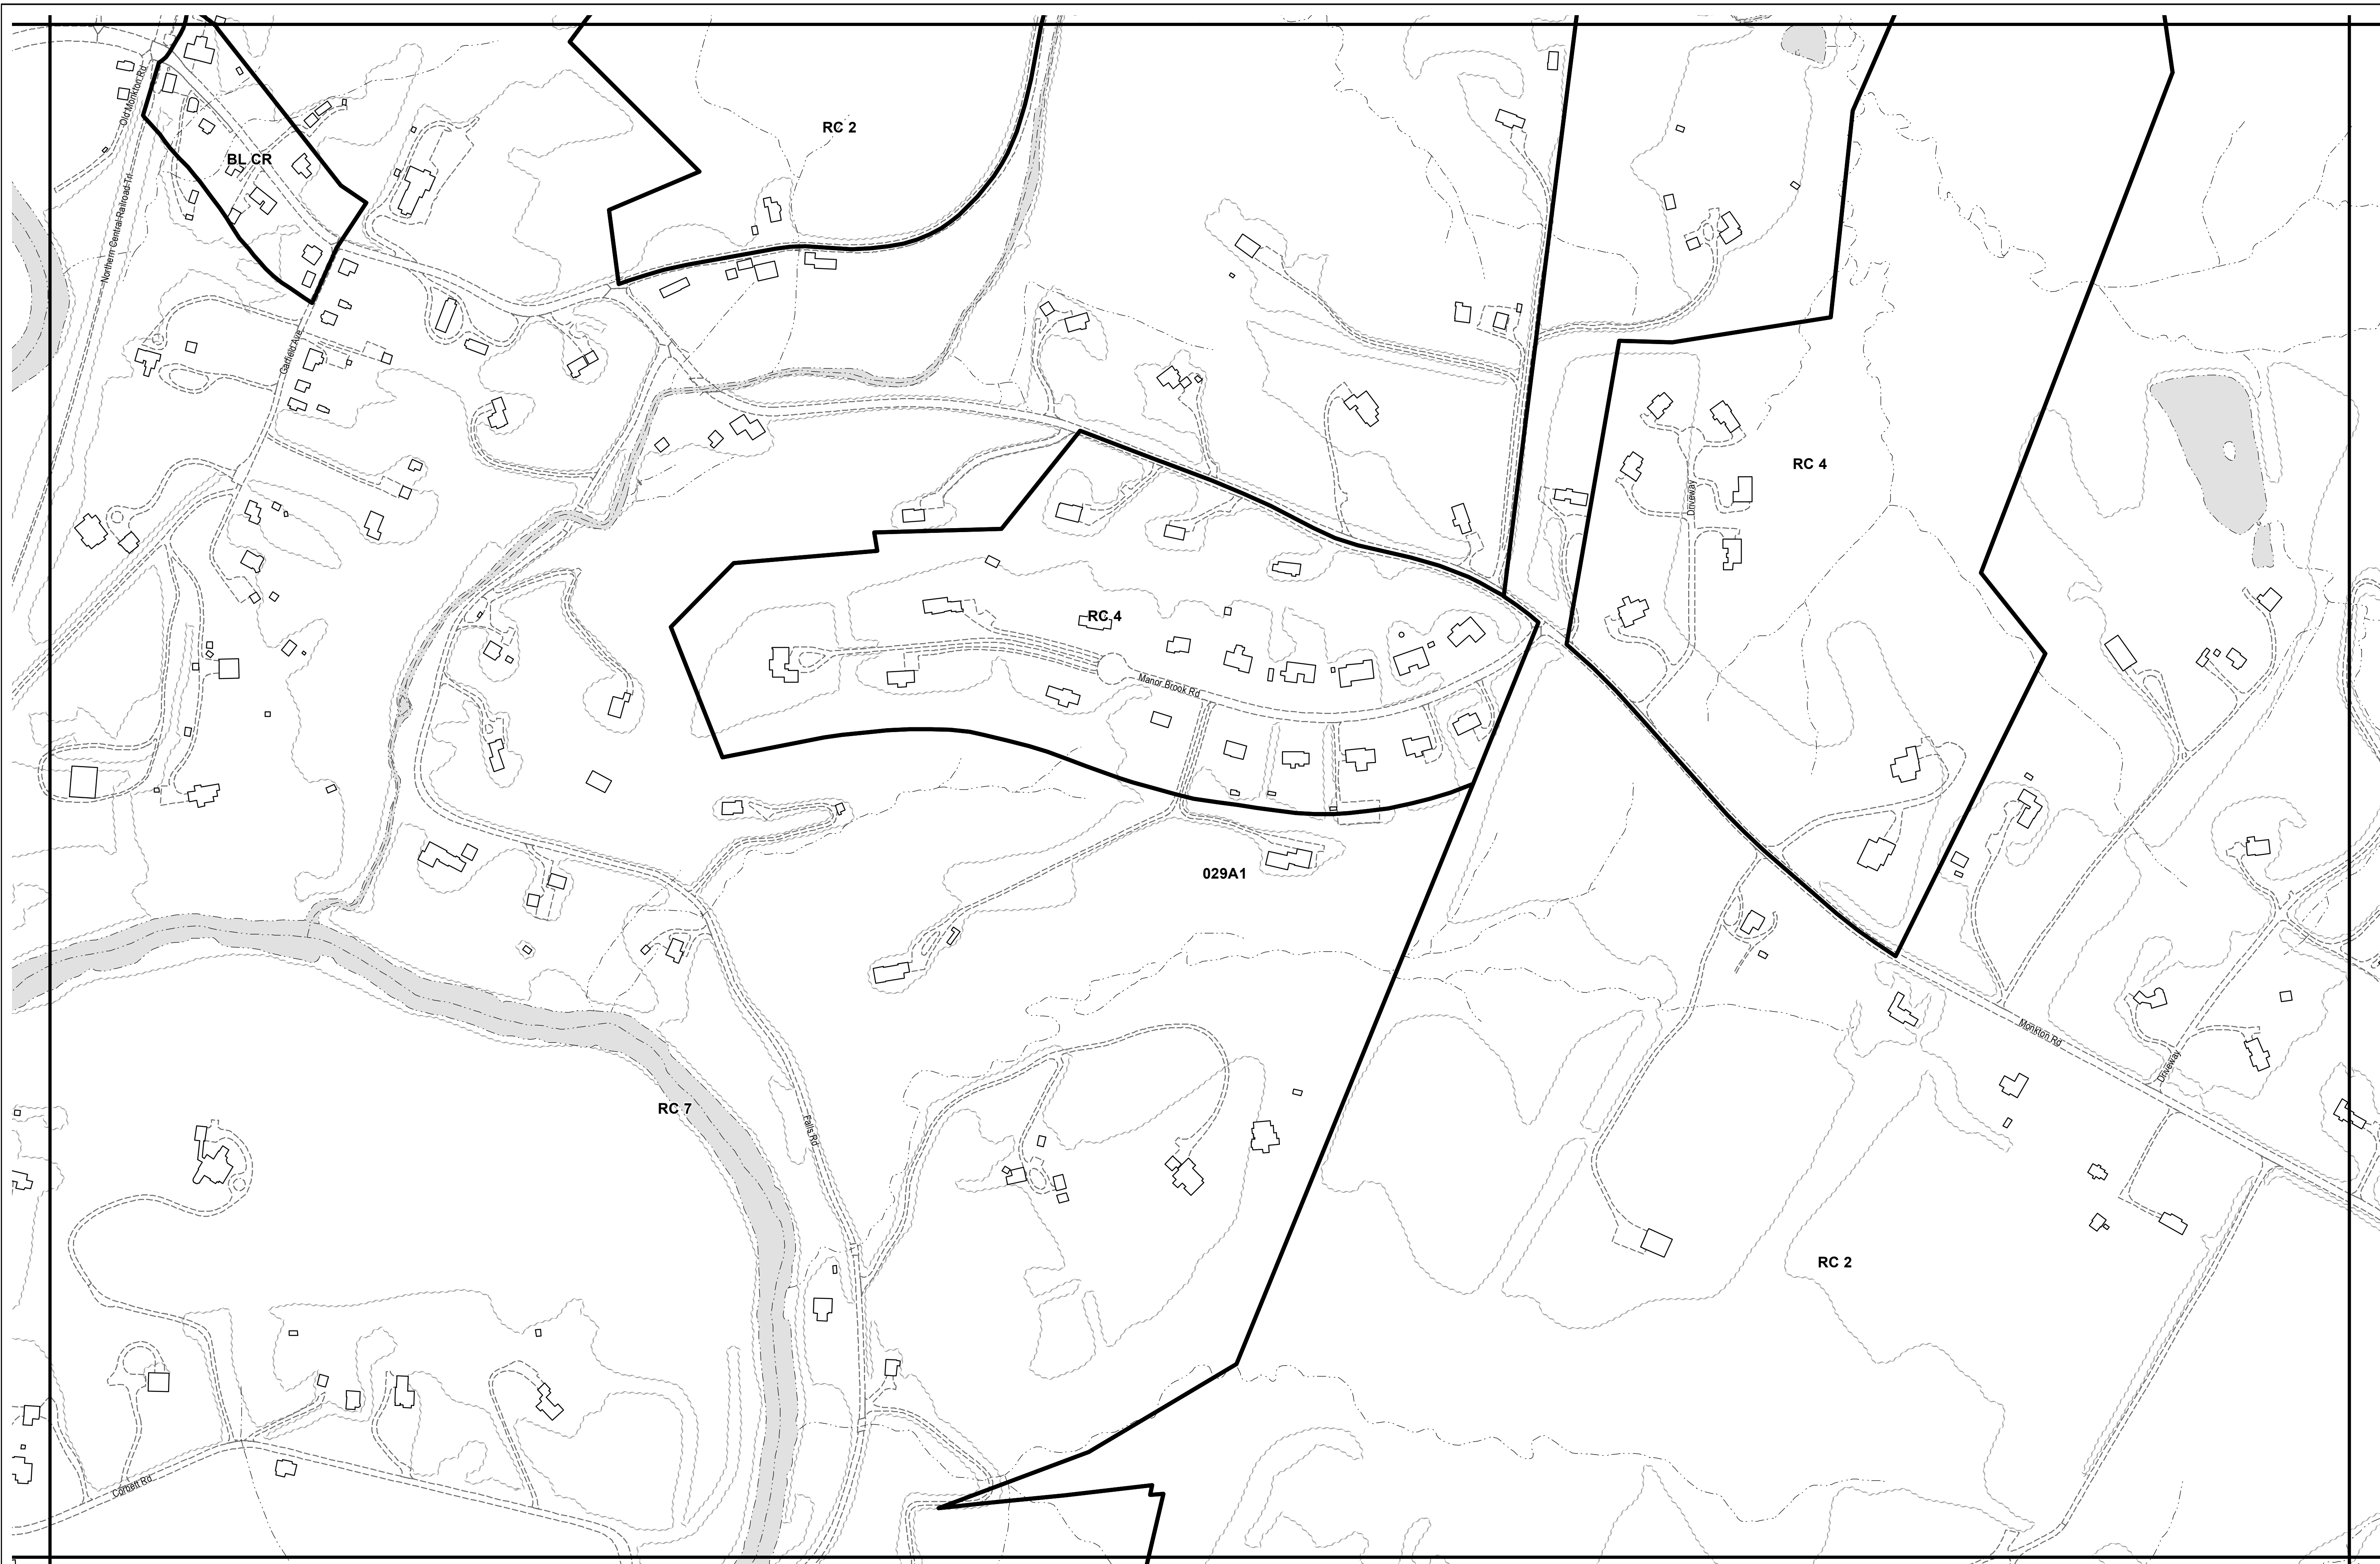 Old Monkton Rd
RC 2
BL CR
Northern Central Railroad Trl
Garfield Ave
RC 4
Driveway
RC 4
Manor Brook Rd
029A1
Monkton Rd
Driveway
RC 7
Falls Rd
RC 2
Corbett Rd